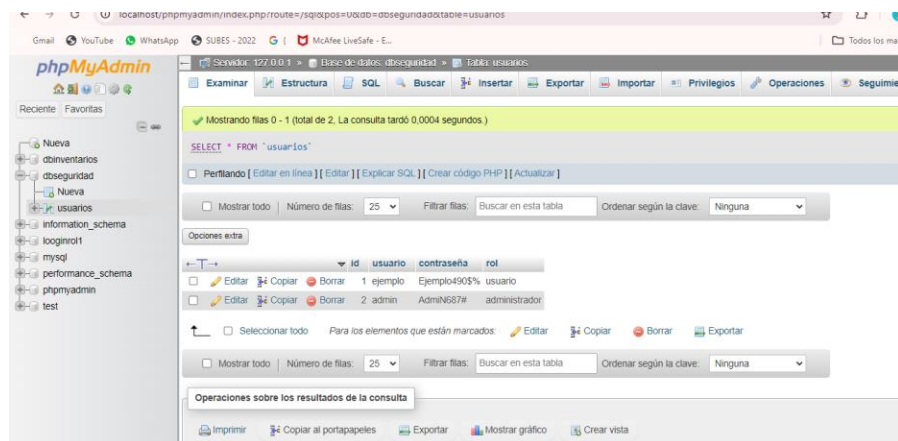 localhost/phpmyadmin/index.php?route=/sql&pos=0&db=dbseguridad&table=usuarios
Gmail YouTube WhatsApp SUBES - 2022 McAfee LiveSafe - E... Todos los ma
phpMyAdmin
Reciente Favoritas
Nueva
dbinventarios
dbseguridad
Nueva
usuarios
information_schema
looginrol1
mysql
performance_schema
phpmyadmin
test
Servidor: 127.0.0.1 » Base de datos: dbseguridad » Tabla: usuarios
Examinar Estructura SQL Buscar Insertar Exportar Importar Privilegios Operaciones Seguimie
Mostrando filas 0 - 1 (total de 2, La consulta tardó 0,0004 segundos.)
SELECT * FROM `usuarios`
Perfilando [ Editar en línea ] [ Editar ] [ Explicar SQL ] [ Crear código PHP ] [ Actualizar ]
Mostrar todo Número de filas: 25 Filtrar filas: Buscar en esta tabla Ordenar según la clave: Ninguna
Opciones extra
←T→ id usuario contraseña rol
Editar Copiar Borrar 1 ejemplo Ejemplo490$% usuario
Editar Copiar Borrar 2 admin AdmiN687# administrador
Seleccionar todo Para los elementos que están marcados: Editar Copiar Borrar Exportar
Mostrar todo Número de filas: 25 Filtrar filas: Buscar en esta tabla Ordenar según la clave: Ninguna
Operaciones sobre los resultados de la consulta
Imprimir Copiar al portapapeles Exportar Mostrar gráfico Crear vista